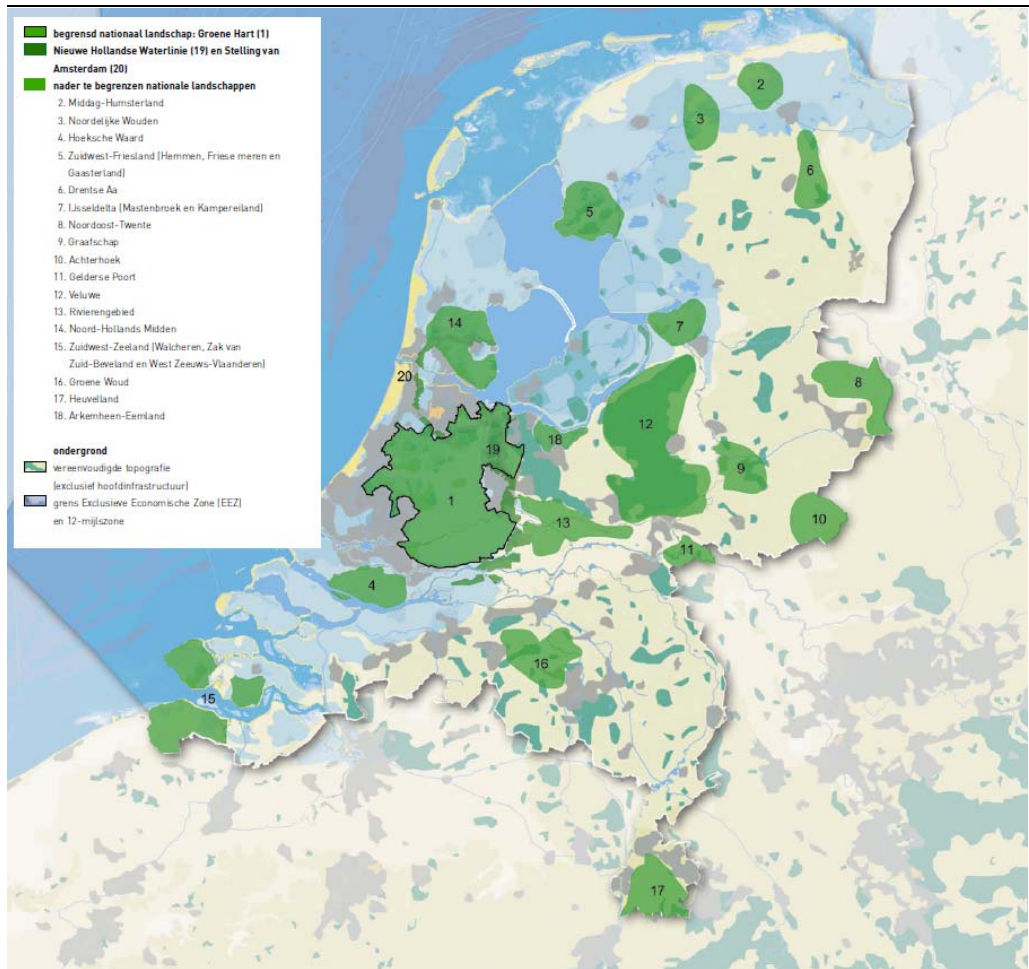 begrensd nationaal landschap: Groene Hart (1)
Nieuwe Hollandse Waterlinie (19) en Stelling van
Amsterdam (20)
nader te begrenzen nationale landschappen
2. Middag-Humsterland
3. Noordelijke Wouden
4. Hoeksche Waard
5. Zuidwest-Friesland (Hemmen, Friese meren en
Gaasterland)
6. Drentse Aa
7. IJsseldelta (Mastenbroek en Kampereiland)
8. Noordoost-Twente
9. Graafschap
10. Achterhoek
11. Gelderse Poort
12. Veluwe
13. Rivierengebied
14. Noord-Hollands Midden
15. Zuidwest-Zeeland (Walcheren, Zak van
Zuid-Beveland en West Zeeuws-Vlaanderen)
16. Groene Woud
17. Heuvelland
18. Arkemheen-Eemland
ondergrond
vereenvoudigde topografie
(exclusief hoofdinfrastructuur)
grens Exclusieve Economische Zone (EEZ)
en 12-mijlszone
2
3
6
5
14
7
20
8
12
19
18
9
1
13
10
11
4
16
15
17